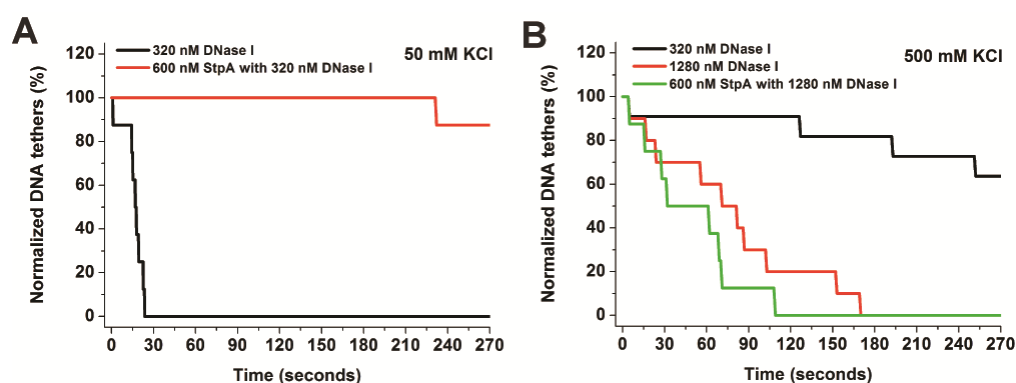 A
320 nM DNase I
600 nM StpA with 320 nM DNase I
50 mM KCl
Normalized DNA tethers (%)
120
100
80
60
40
20
0
0 30 60 90 120 150 180 210 240 270
Time (seconds)
B
320 nM DNase I
1280 nM DNase I
600 nM StpA with 1280 nM DNase I
500 mM KCl
Normalized DNA tethers (%)
120
100
80
60
40
20
0
0 30 60 90 120 150 180 210 240 270
Time (seconds)